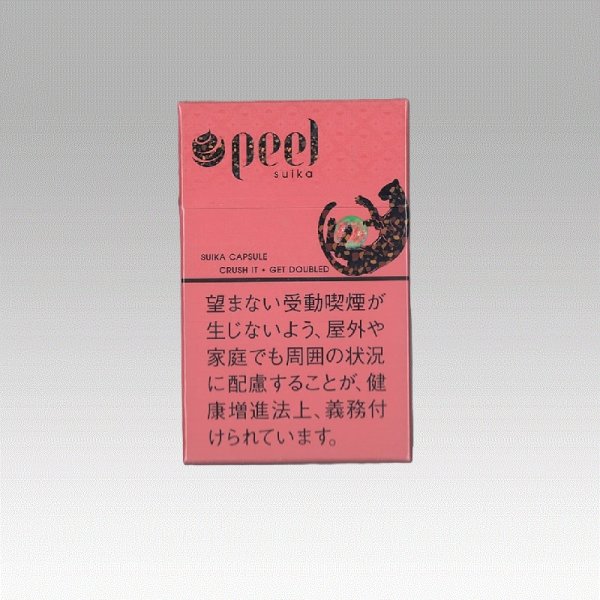 peel
suika
SUIKA CAPSULE
CRUSH IT • GET DOUBLED
望まない受動喫煙が
生じないよう、屋外や
家庭でも周囲の状況
に配慮することが、健
康増進法上、義務付
けられています。